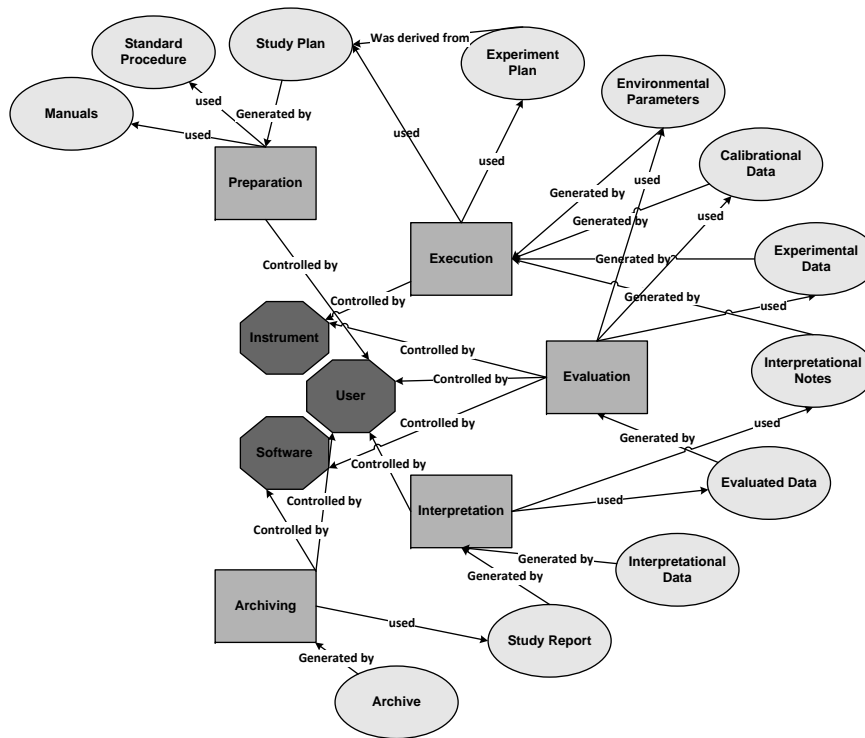 Standard
Procedure
Study Plan
Was derived from
Experiment
Plan
Environmental
Parameters
Manuals
used
used
Generated by
used
used
Preparation
Generated by
used
Calibrational
Data
Generated by
used
Controlled by
Execution
Generated by
Experimental
Data
Controlled by
Generated by
used
Instrument
Controlled by
User
Controlled by
Evaluation
Interpretational
Notes
Software
Controlled by
Controlled by
used
Generated by
Controlled by
Controlled by
Interpretation
used
Evaluated Data
Generated by
Generated by
Interpretational
Data
Archiving
used
Study Report
Generated by
Archive